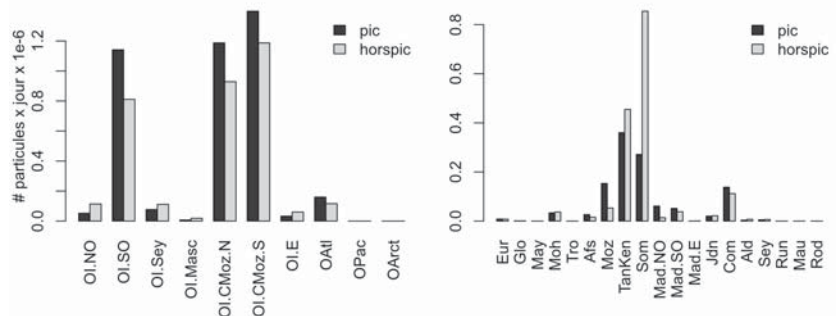 # particules x jour x 1e-6
0.0
0.4
0.8
1.2
pic
horspic
OI.NO
OI.SO
OI.Sey
OI.Masc
OI.CMoz.N
OI.CMoz.S
OI.E
OAtl
OPac
OArct
0.0
0.2
0.4
0.6
0.8
pic
horspic
Eur
Glo
May
Moh
Tro
Afs
Moz
TanKen
Som
Mad.NO
Mad.SO
Mad.E
Jdn
Com
Ald
Sey
Run
Mau
Rod